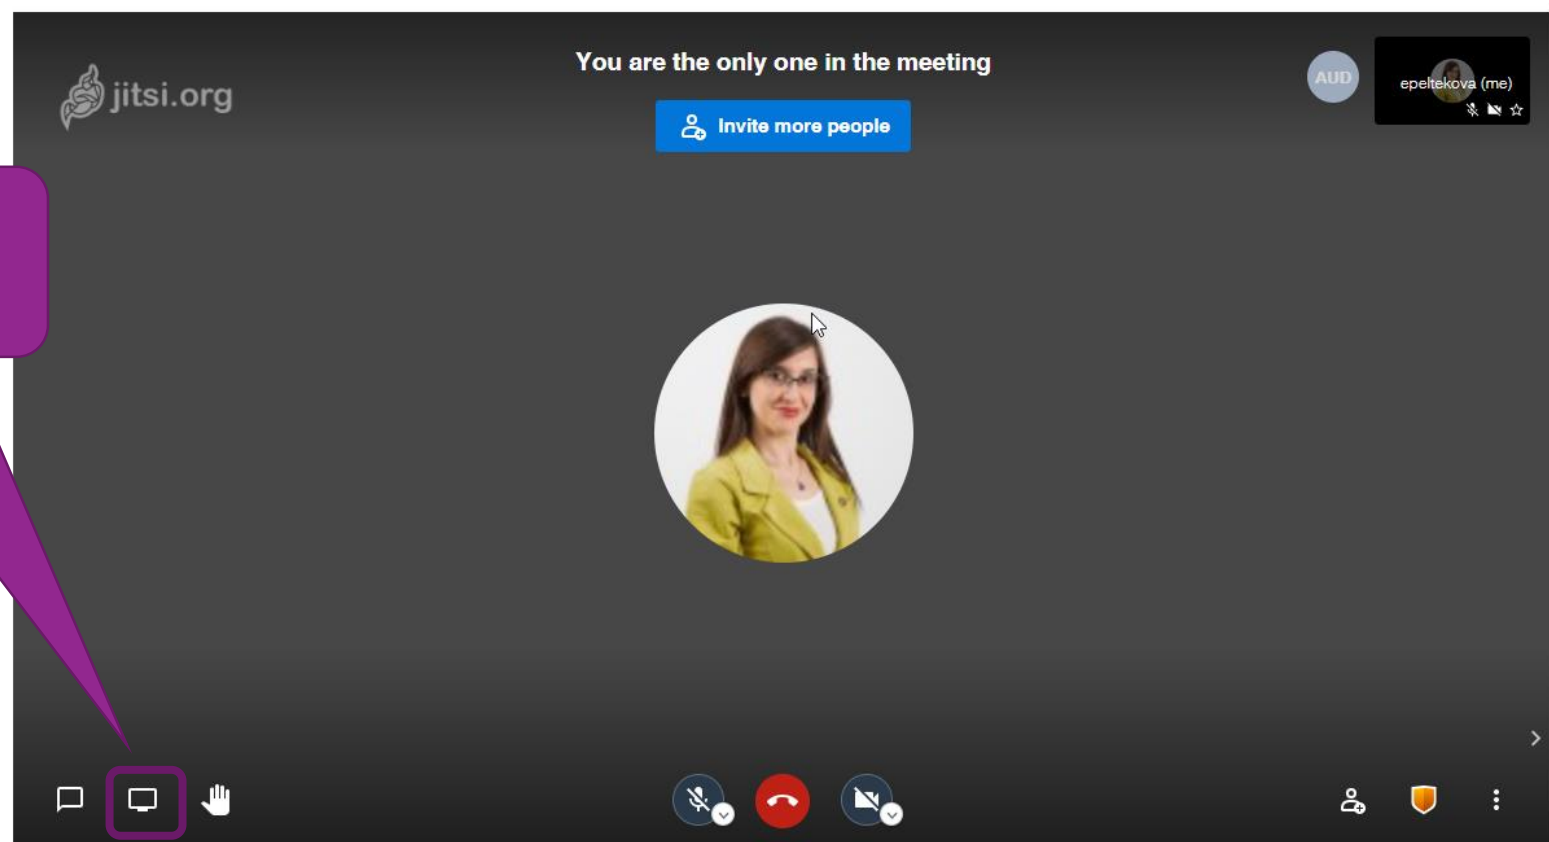 You are the only one in the meeting
jitsi.org
Invite more people
AUD
epeltekova (me)